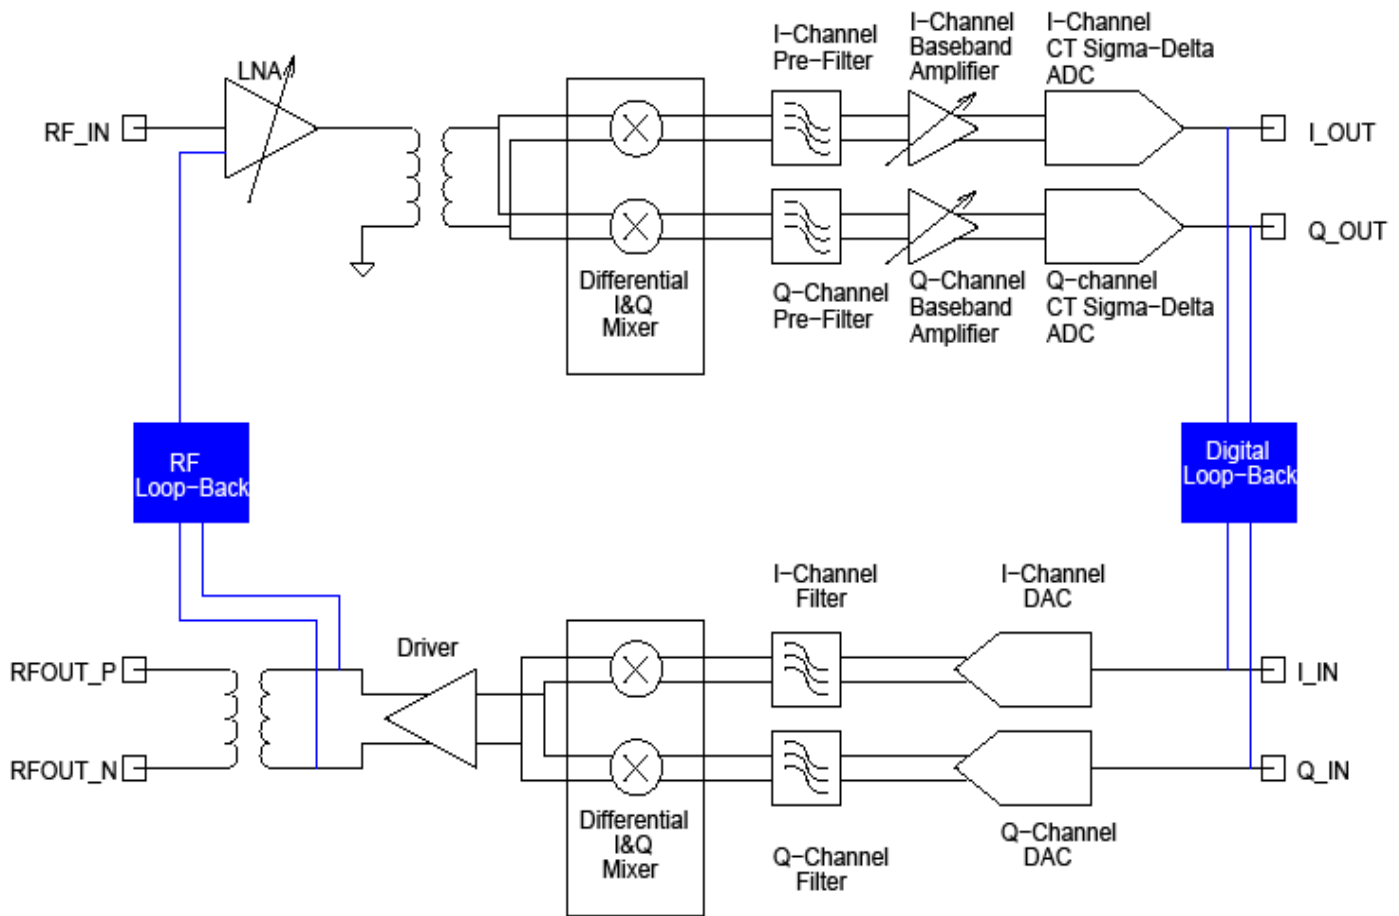 I-Channel
Pre-Filter
I-Channel
Baseband
Amplifier
I-Channel
CT Sigma-Delta
ADC
LNA
RF_IN
I_OUT
Q_OUT
Differential
I&Q
Mixer
Q-Channel
Pre-Filter
Q-Channel
Baseband
Amplifier
Q-channel
CT Sigma-Delta
ADC
RF
Loop-Back
Digital
Loop-Back
I-Channel
Filter
I-Channel
DAC
Driver
RFOUT_P
I_IN
RFOUT_N
Q_IN
Differential
I&Q
Mixer
Q-Channel
Filter
Q-Channel
DAC